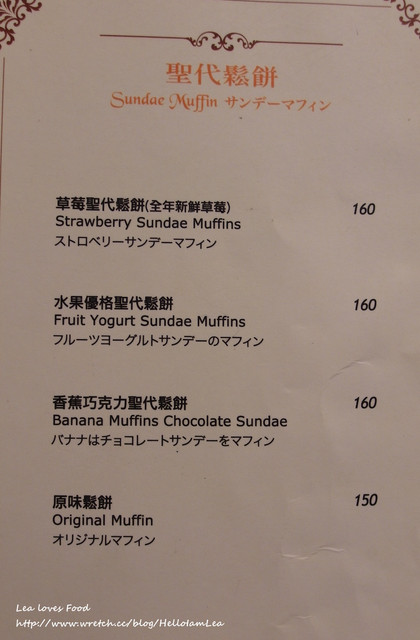 聖代鬆餅
Sundae Muffin サンデーマフィン
草莓聖代鬆餅(全年新鮮草莓) 160
Strawberry Sundae Muffins
ストロベリーサンデーマフィン
水果優格聖代鬆餅 160
Fruit Yogurt Sundae Muffins
フルーツヨーグルトサンデーのマフィン
香蕉巧克力聖代鬆餅 160
Banana Muffins Chocolate Sundae
バナナはチョコレートサンデーをマフィン
原味鬆餅 150
Original Muffin
オリジナルマフィン
Lea loves Food
http://www.wretch.cc/blog/HelloIamLea